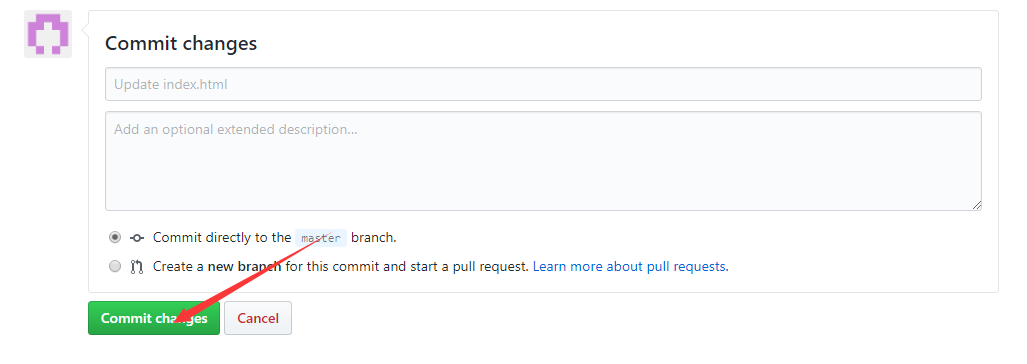 Commit changes
Update index.html
Add an optional extended description...
Commit directly to the master branch.
Create a new branch for this commit and start a pull request. Learn more about pull requests.
Commit changes Cancel